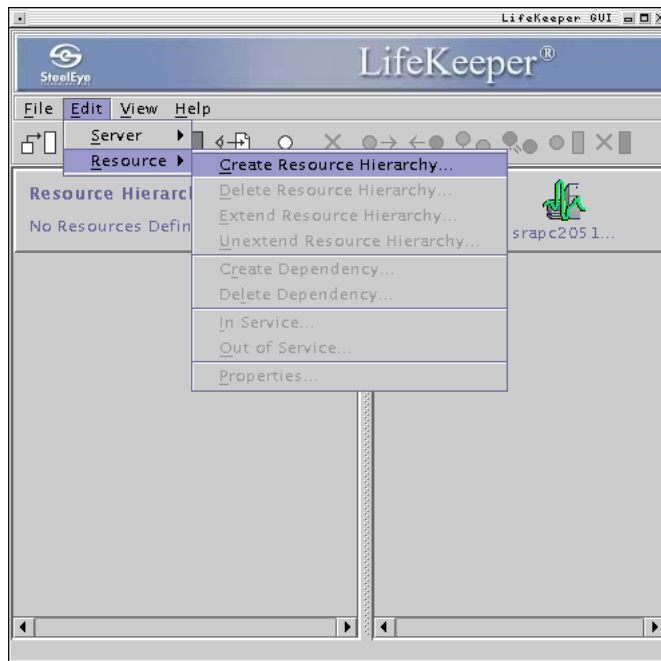 LifeKeeper GUI
SteelEye
LifeKeeper®
File Edit View Help
Server
Resource
Create Resource Hierarchy...
Delete Resource Hierarchy...
Extend Resource Hierarchy...
Unextend Resource Hierarchy...
Create Dependency...
Delete Dependency...
In Service...
Out of Service...
Properties...
Resource Hierarc
No Resources Defin
srapc2051...